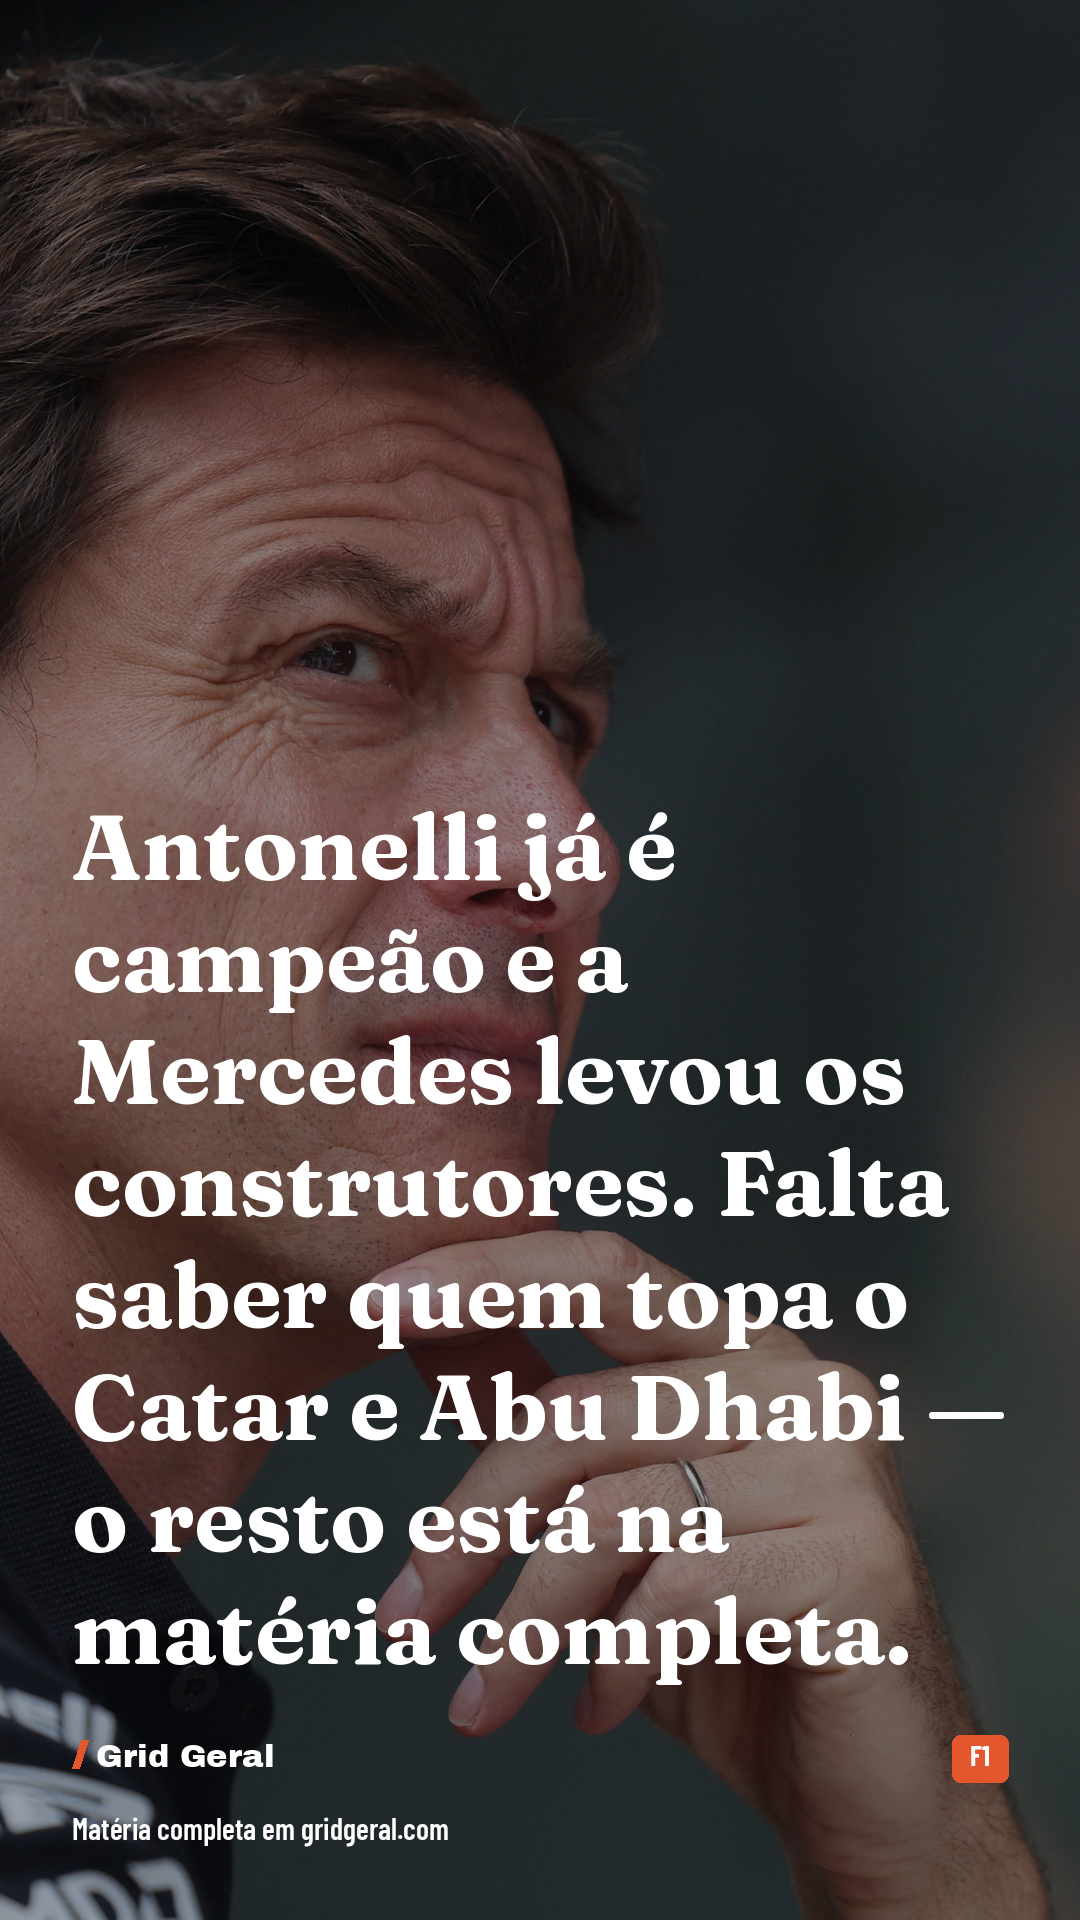 Antonelli já é
campeão e a
Mercedes levou os
construtores. Falta
saber quem topa o
Catar e Abu Dhabi —
o resto está na
matéria completa.
/ Grid Geral
F1
Matéria completa em gridgeral.com